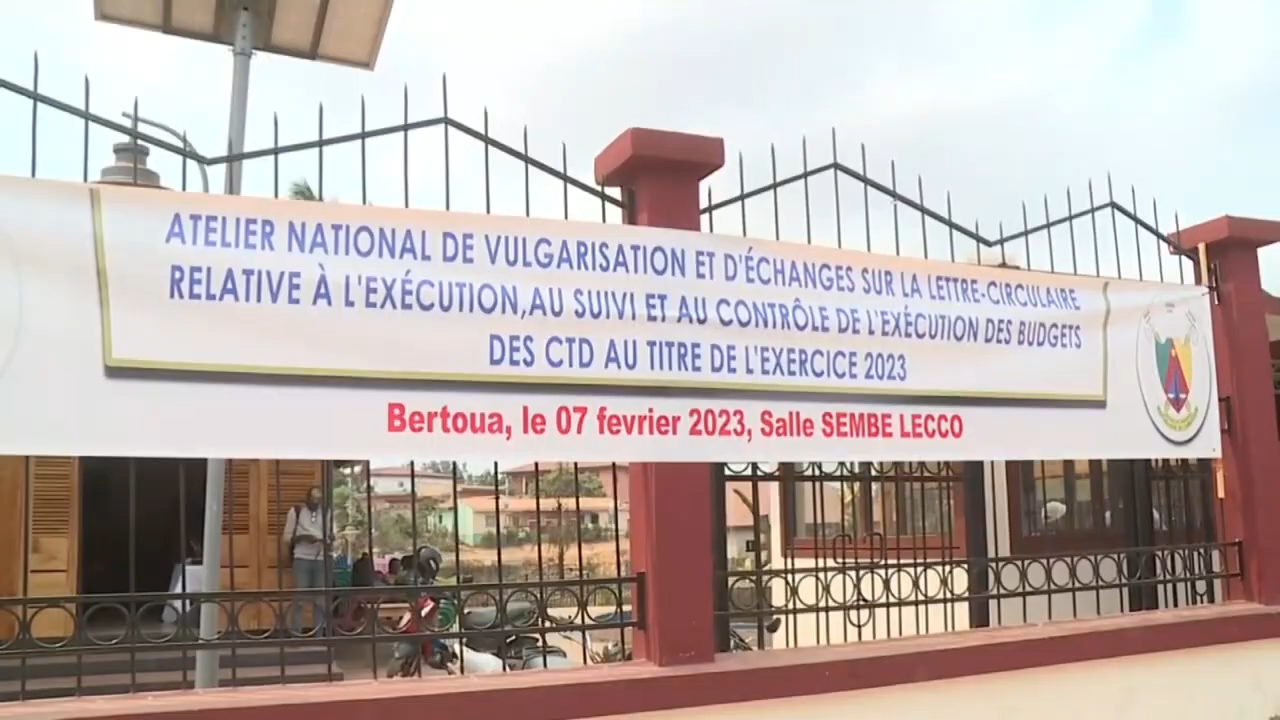 ATELIER NATIONAL DE VULGARISATION ET D'ÉCHANGES SUR LA LETTRE-CIRCULAIRE
RELATIVE À L'EXÉCUTION,AU SUIVI ET AU CONTRÔLE DE L'EXÉCUTION DES BUDGETS
DES CTD AU TITRE DE L'EXERCICE 2023
Bertoua, le 07 fevrier 2023, Salle SEMBE LECCO